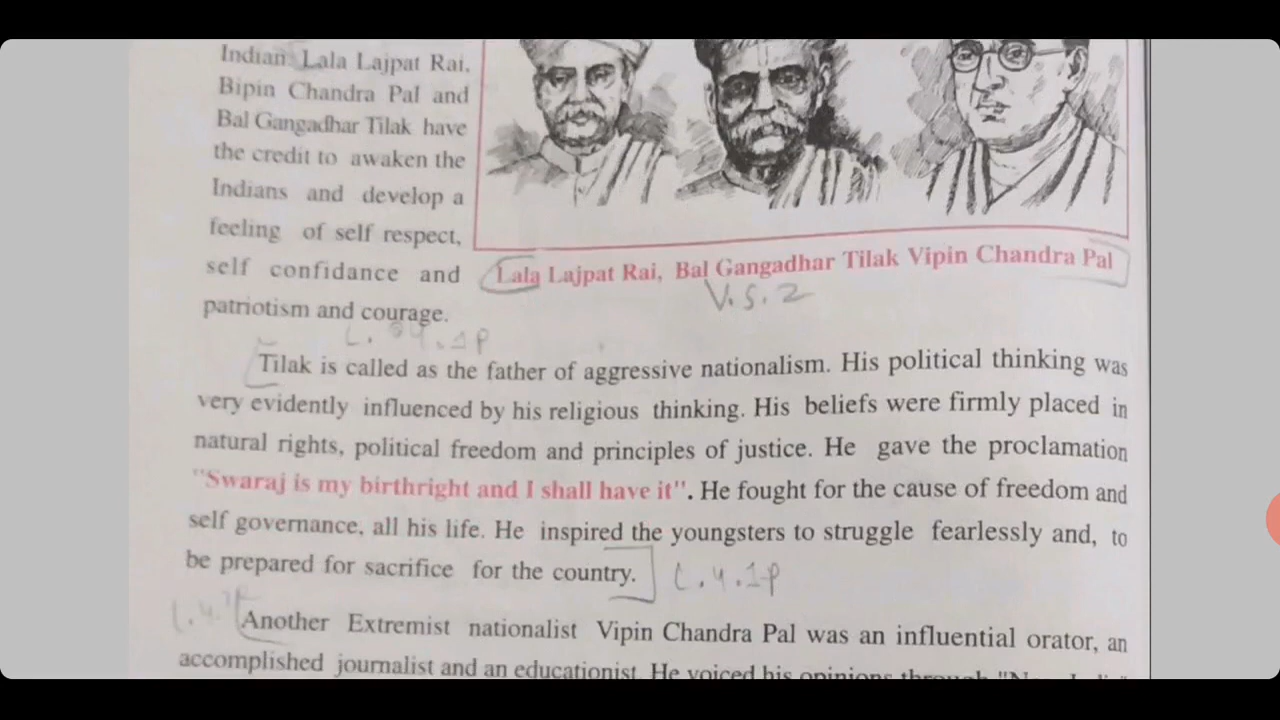 Indian Lala Lajpat Rai,
Bipin Chandra Pal and
Bal Gangadhar Tilak have
the credit to awaken the
Indians and develop a
feeling of self respect,
self confidance and
patriotism and courage.
Lala Lajpat Rai, Bal Gangadhar Tilak Vipin Chandra Pal
V.S.2
Tilak is called as the father of aggressive nationalism. His political thinking was
very evidently influenced by his religious thinking. His beliefs were firmly placed in
natural rights, political freedom and principles of justice. He gave the proclamation
"Swaraj is my birthright and I shall have it". He fought for the cause of freedom and
self governance, all his life. He inspired the youngsters to struggle fearlessly and, to
be prepared for sacrifice for the country. L.4.1p
Another Extremist nationalist Vipin Chandra Pal was an influential orator, an
accomplished journalist and an educationist. He voiced his opinions through